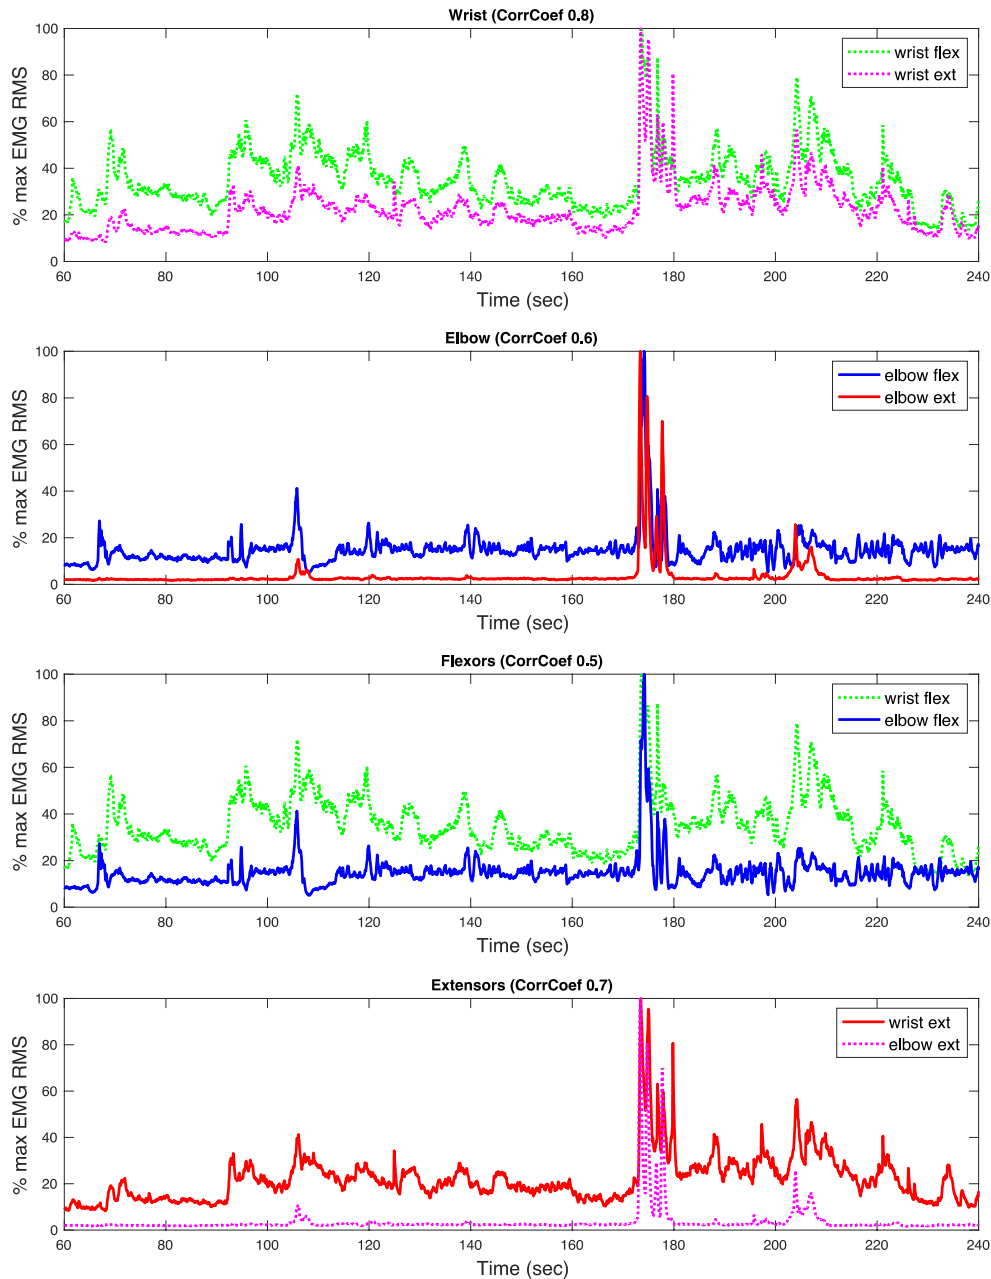 Wrist (CorrCoef 0.8)
100
80
60
40
20
0
% max EMG RMS
wrist flex
wrist ext
60 80 100 120 140 160 180 200 220 240
Time (sec)
Elbow (CorrCoef 0.6)
100
80
60
40
20
0
% max EMG RMS
elbow flex
elbow ext
60 80 100 120 140 160 180 200 220 240
Time (sec)
Flexors (CorrCoef 0.5)
100
80
60
40
20
0
% max EMG RMS
wrist flex
elbow flex
60 80 100 120 140 160 180 200 220 240
Time (sec)
Extensors (CorrCoef 0.7)
100
80
60
40
20
0
% max EMG RMS
wrist ext
elbow ext
60 80 100 120 140 160 180 200 220 240
Time (sec)